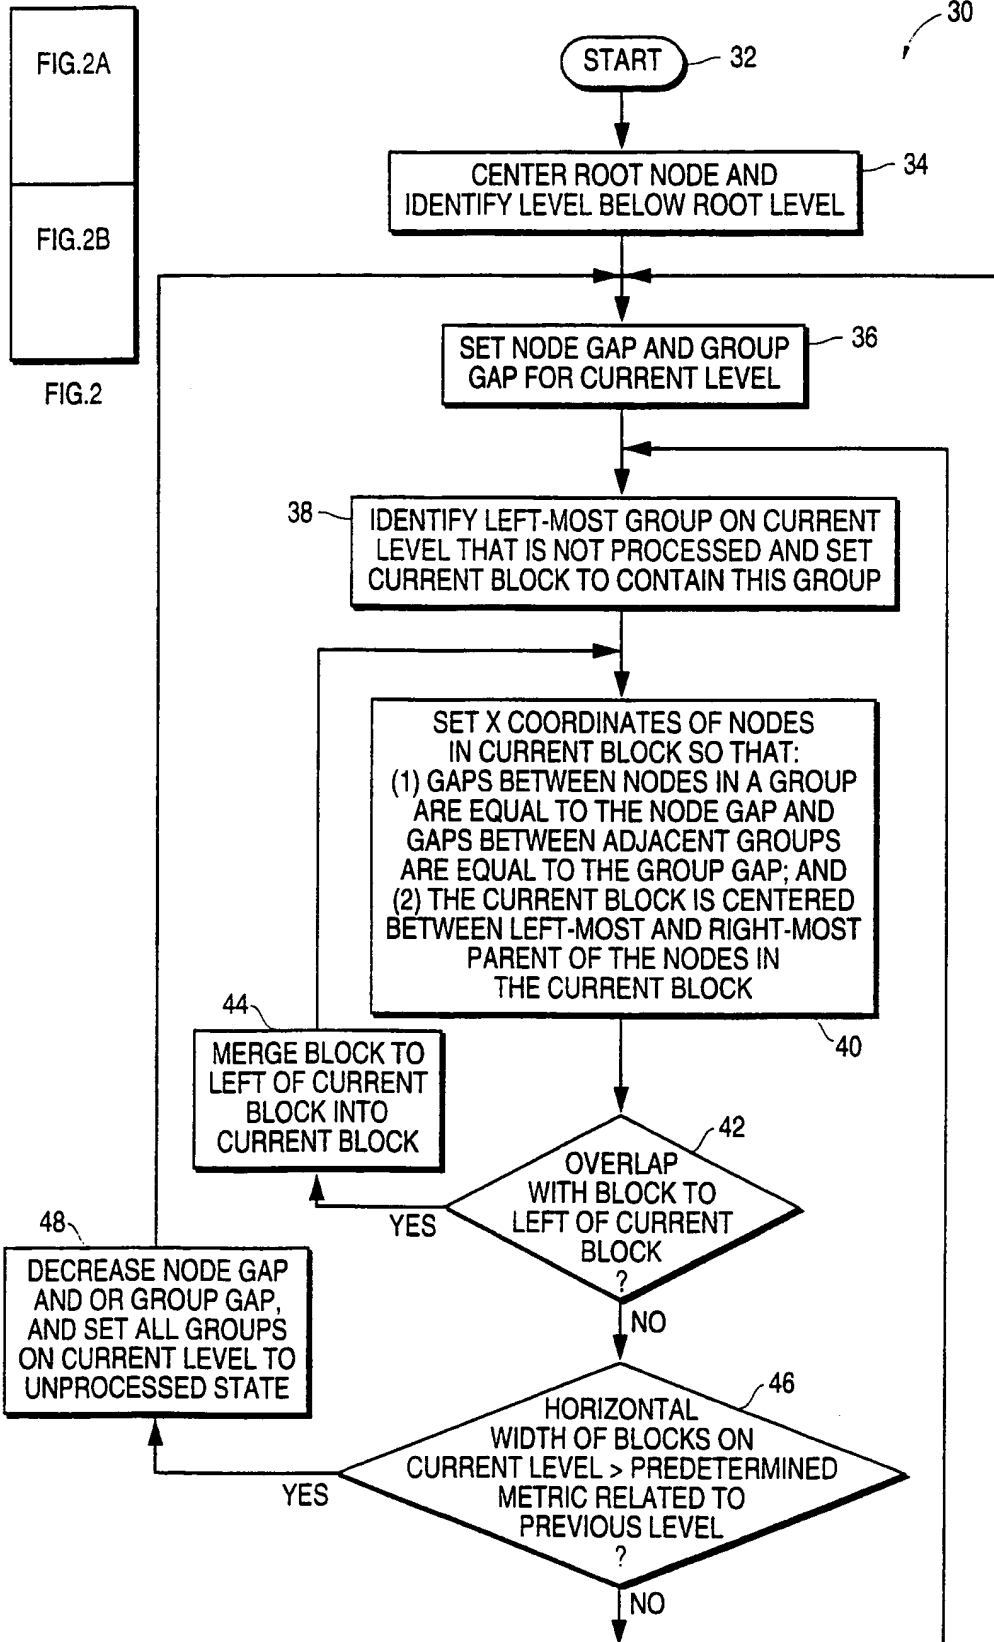 30
FIG.2A
FIG.2B
FIG.2
START
32
CENTER ROOT NODE AND
IDENTIFY LEVEL BELOW ROOT LEVEL
34
SET NODE GAP AND GROUP
GAP FOR CURRENT LEVEL
36
38
IDENTIFY LEFT-MOST GROUP ON CURRENT
LEVEL THAT IS NOT PROCESSED AND SET
CURRENT BLOCK TO CONTAIN THIS GROUP
SET X COORDINATES OF NODES
IN CURRENT BLOCK SO THAT:
(1) GAPS BETWEEN NODES IN A GROUP
ARE EQUAL TO THE NODE GAP AND
GAPS BETWEEN ADJACENT GROUPS
ARE EQUAL TO THE GROUP GAP; AND
(2) THE CURRENT BLOCK IS CENTERED
BETWEEN LEFT-MOST AND RIGHT-MOST
PARENT OF THE NODES IN
THE CURRENT BLOCK
40
44
MERGE BLOCK TO
LEFT OF CURRENT
BLOCK INTO
CURRENT BLOCK
42
OVERLAP
WITH BLOCK TO
LEFT OF CURRENT
BLOCK
?
YES
NO
48
DECREASE NODE GAP
AND OR GROUP GAP,
AND SET ALL GROUPS
ON CURRENT LEVEL TO
UNPROCESSED STATE
46
HORIZONTAL
WIDTH OF BLOCKS ON
CURRENT LEVEL > PREDETERMINED
METRIC RELATED TO
PREVIOUS LEVEL
?
YES
NO